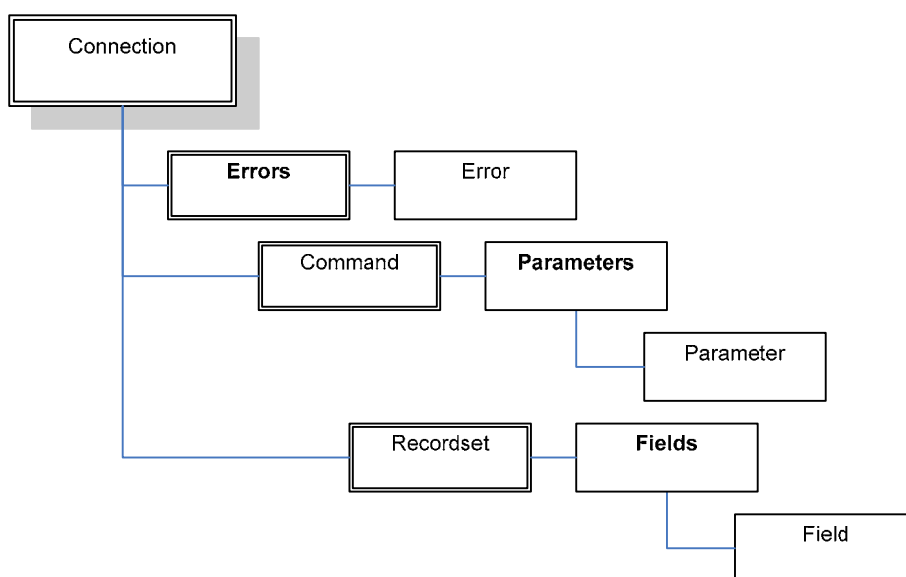 Connection
Errors
Error
Command
Parameters
Parameter
Recordset
Fields
Field